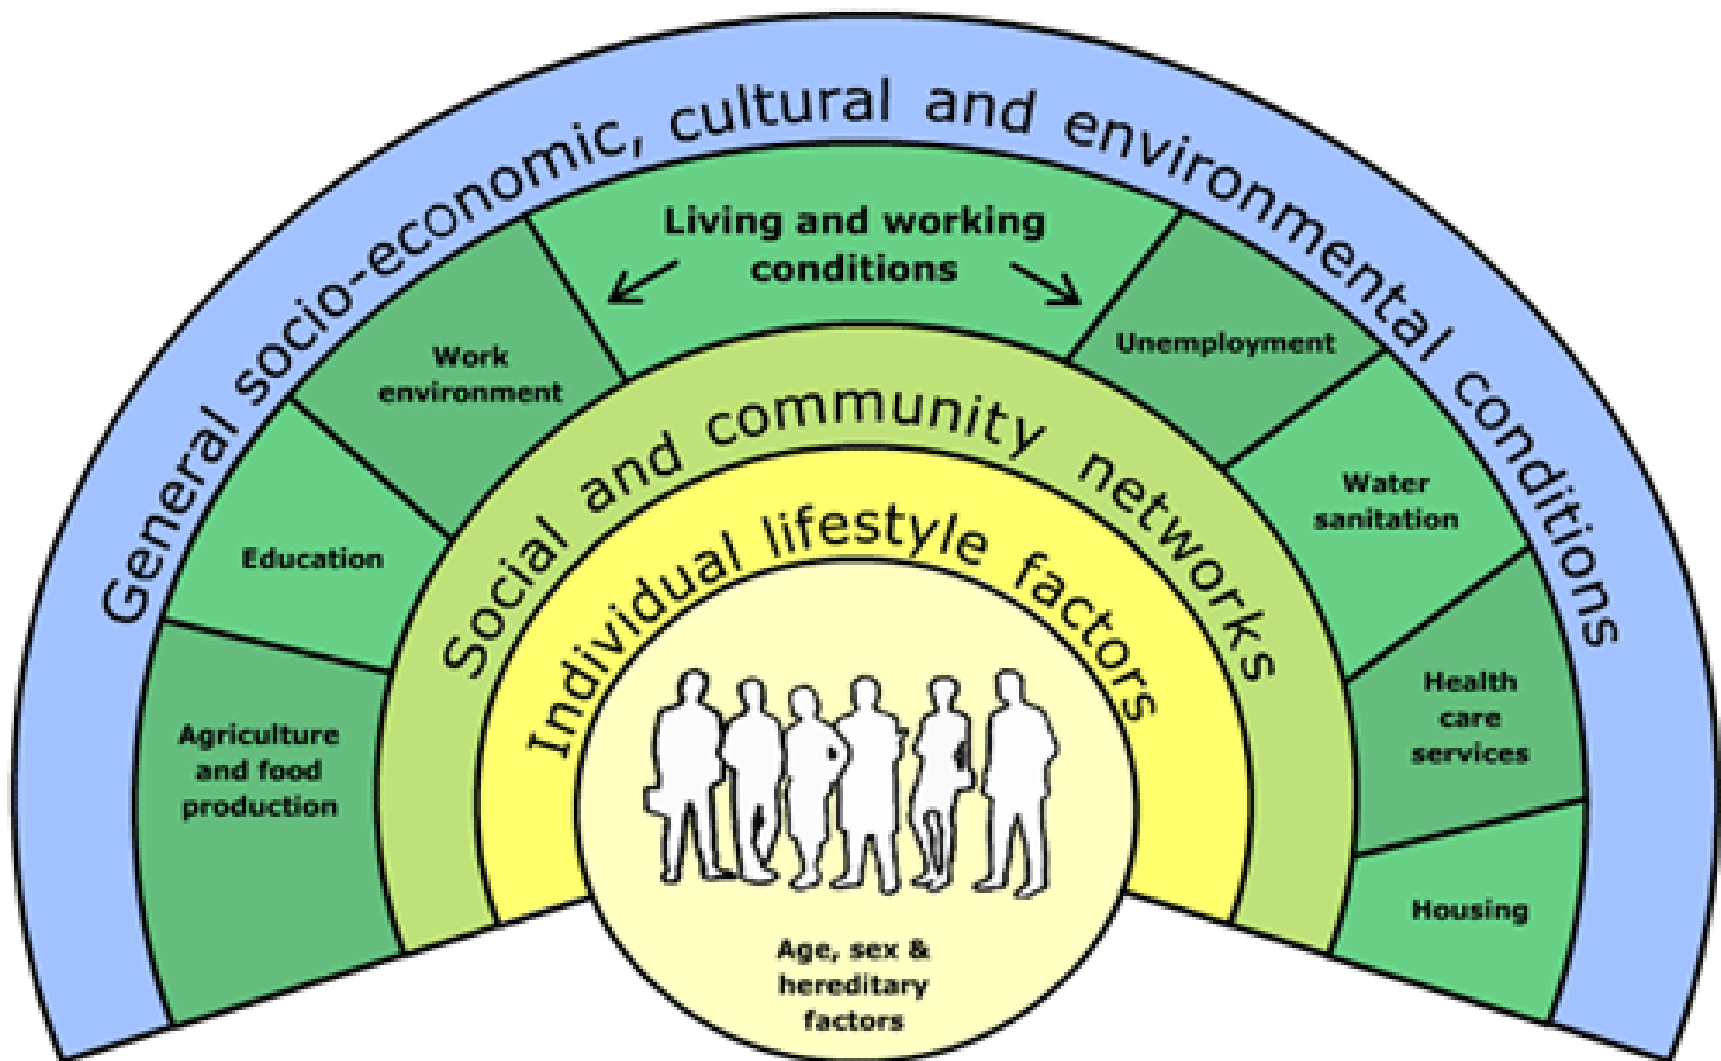 General socio-economic, cultural and environmental conditions
Living and working
conditions
Work
environment
Unemployment
Education
Water
sanitation
Agriculture
and food
production
Health
care
services
Housing
Social and community networks
Individual lifestyle factors
Age, sex &
hereditary
factors